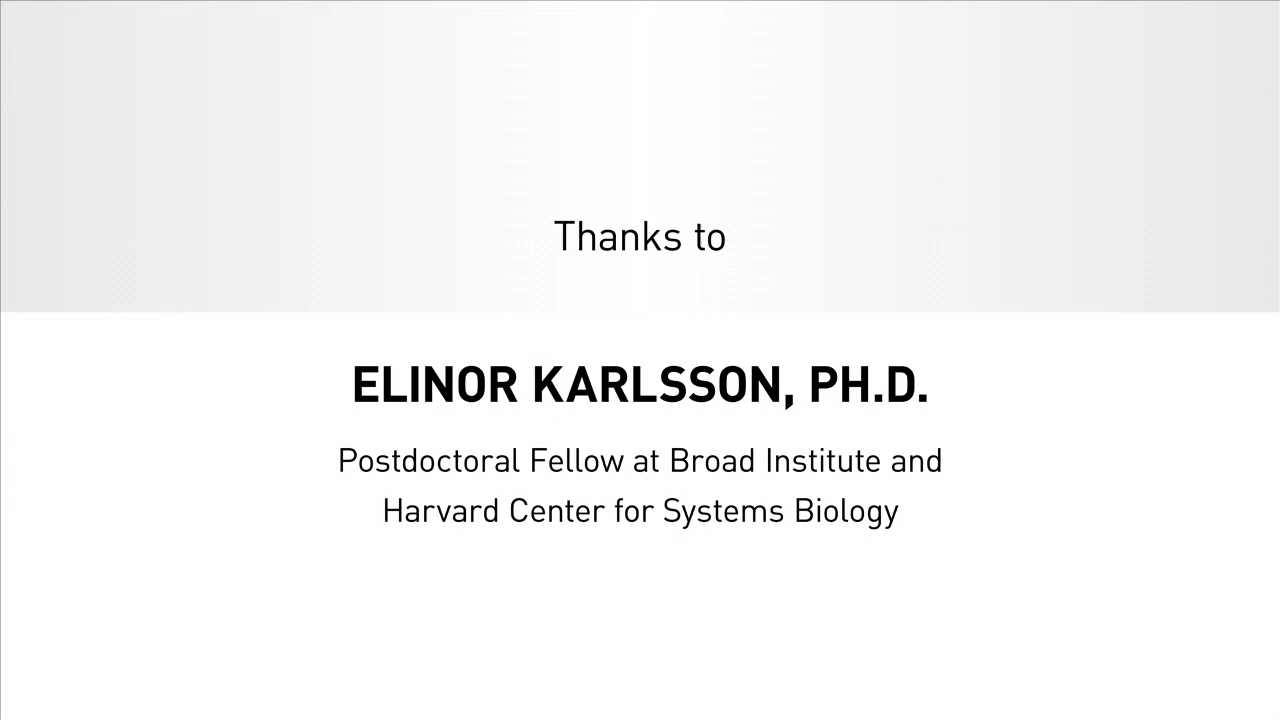 Thanks to
ELINOR KARLSSON, PH.D.
Postdoctoral Fellow at Broad Institute and
Harvard Center for Systems Biology